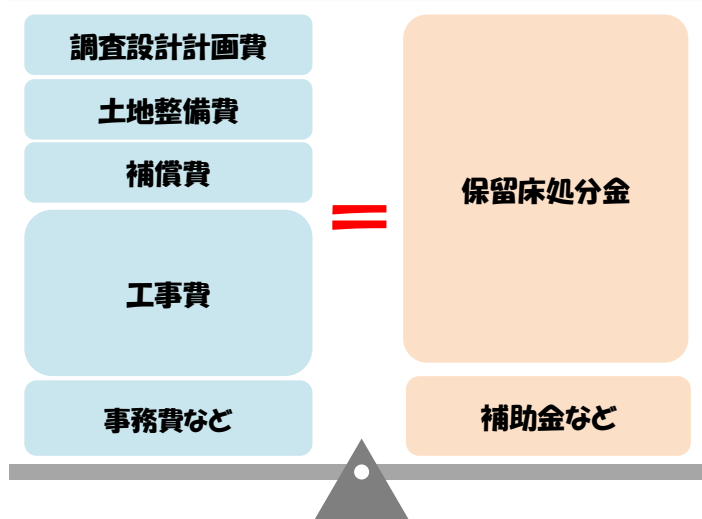 調査設計計画費
土地整備費
補償費
工事費
事務費など
=
保留床処分金
補助金など